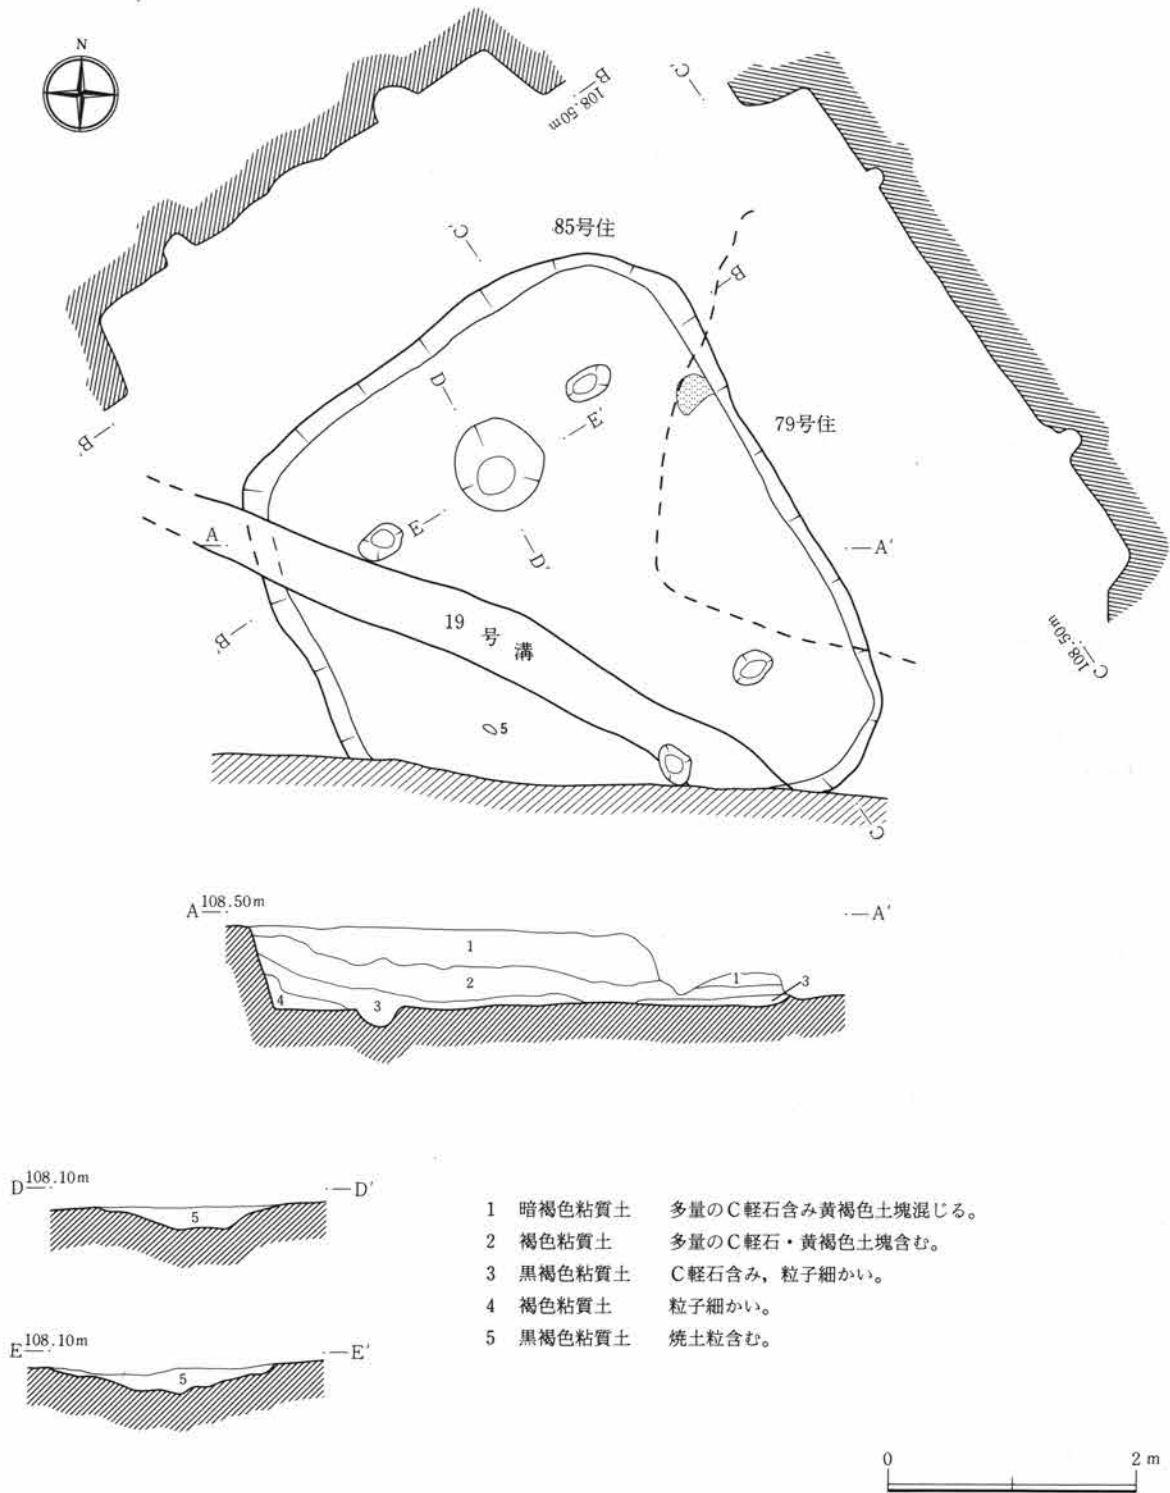 N
B
108.50m
C'
C'
85号住
B
D
E'
79号住
B'
A
E
D'
A'
B'
19号溝
5
C
108.50m
C
A 108.50m
A'
1
2
1
3
4
3
D 108.10m
D'
5
E 108.10m
E'
5
1 暗褐色粘質土 多量のC軽石含み黄褐色土塊混じる。
2 褐色粘質土 多量のC軽石・黄褐色土塊含む。
3 黒褐色粘質土 C軽石含み，粒子細かい。
4 褐色粘質土 粒子細かい。
5 黒褐色粘質土 焼土粒含む。
0 2 m